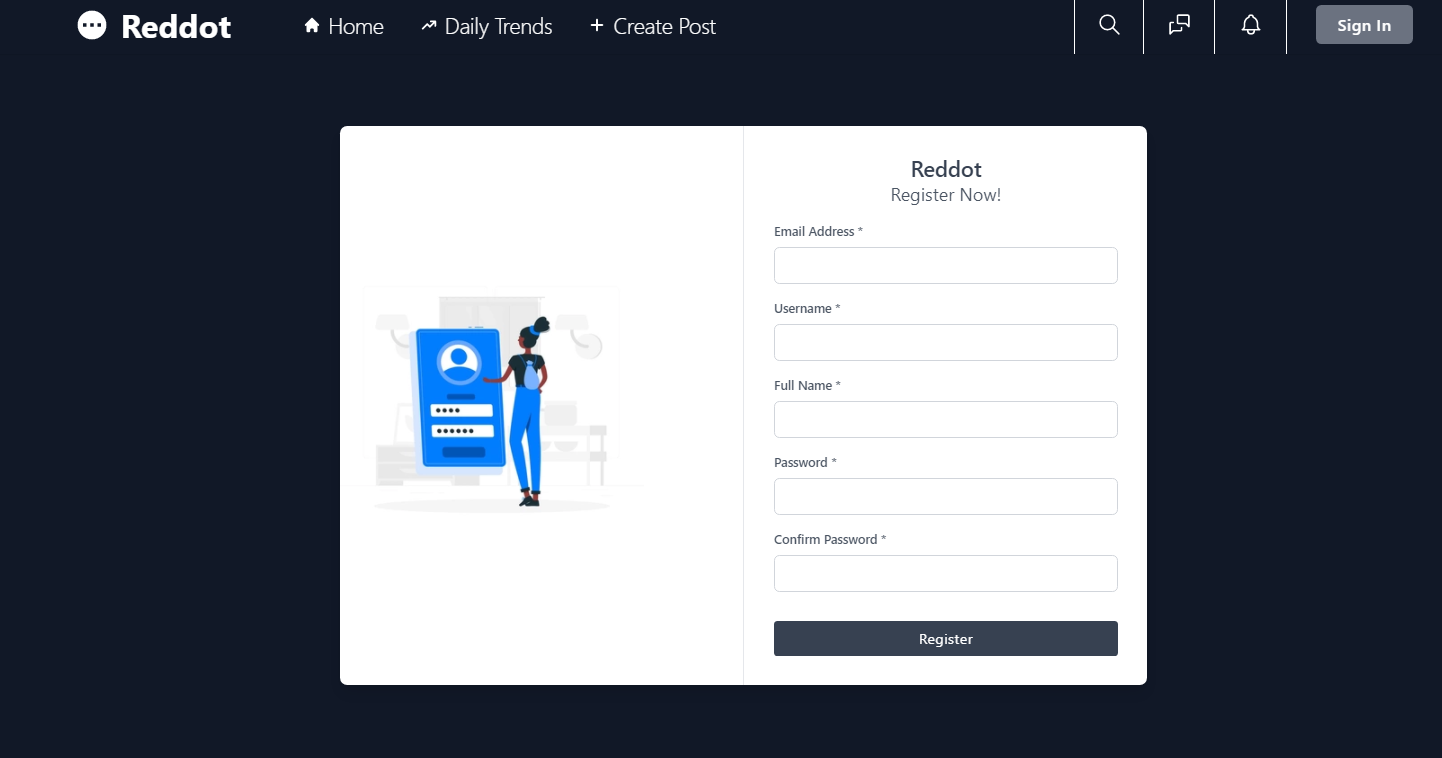 Reddot
Home
Daily Trends
Create Post
Sign In
Reddot
Register Now!
Email Address *
Username *
Full Name *
Password *
Confirm Password *
Register